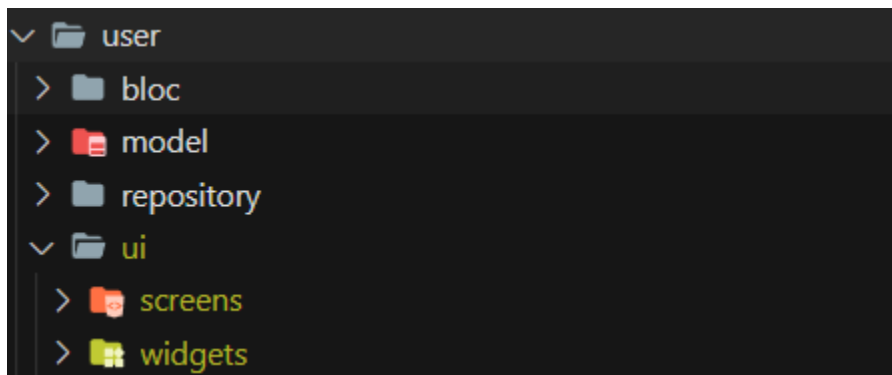 user
bloc
model
repository
ui
screens
widgets